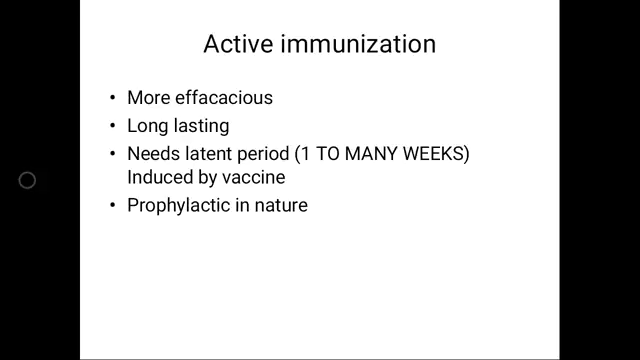 Active immunization
• More effacacious
• Long lasting
• Needs latent period (1 TO MANY WEEKS)
Induced by vaccine
• Prophylactic in nature